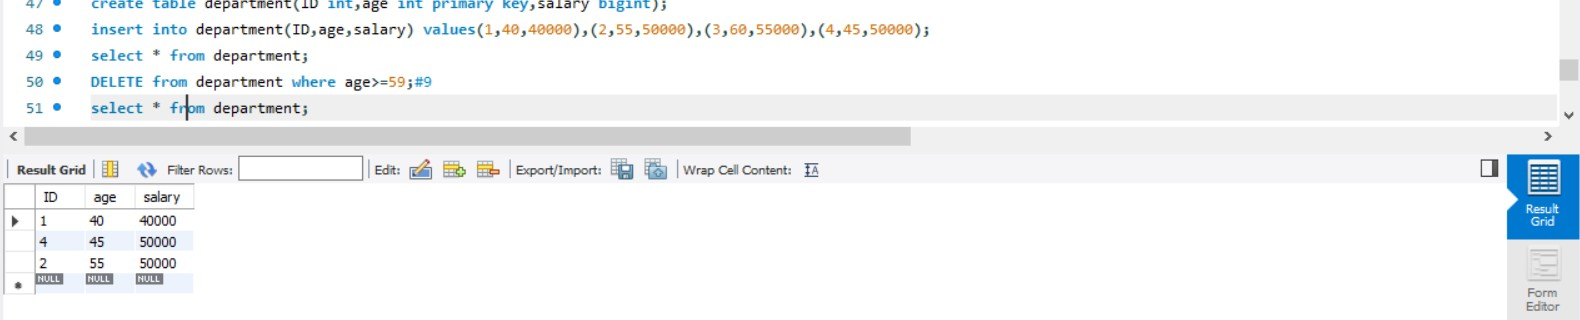 47 create table department(ID int,age int primary key,salary bigint);
48 insert into department(ID,age,salary) values(1,40,40000),(2,55,50000),(3,60,55000),(4,45,50000);
49 select * from department;
50 DELETE from department where age>=59;#9
51 select * from department;
Result Grid Filter Rows: Edit: Export/Import: Wrap Cell Content: IA
ID age salary
1 40 40000
4 45 50000
2 55 50000
NULL NULL NULL
Result
Grid
Form
Editor